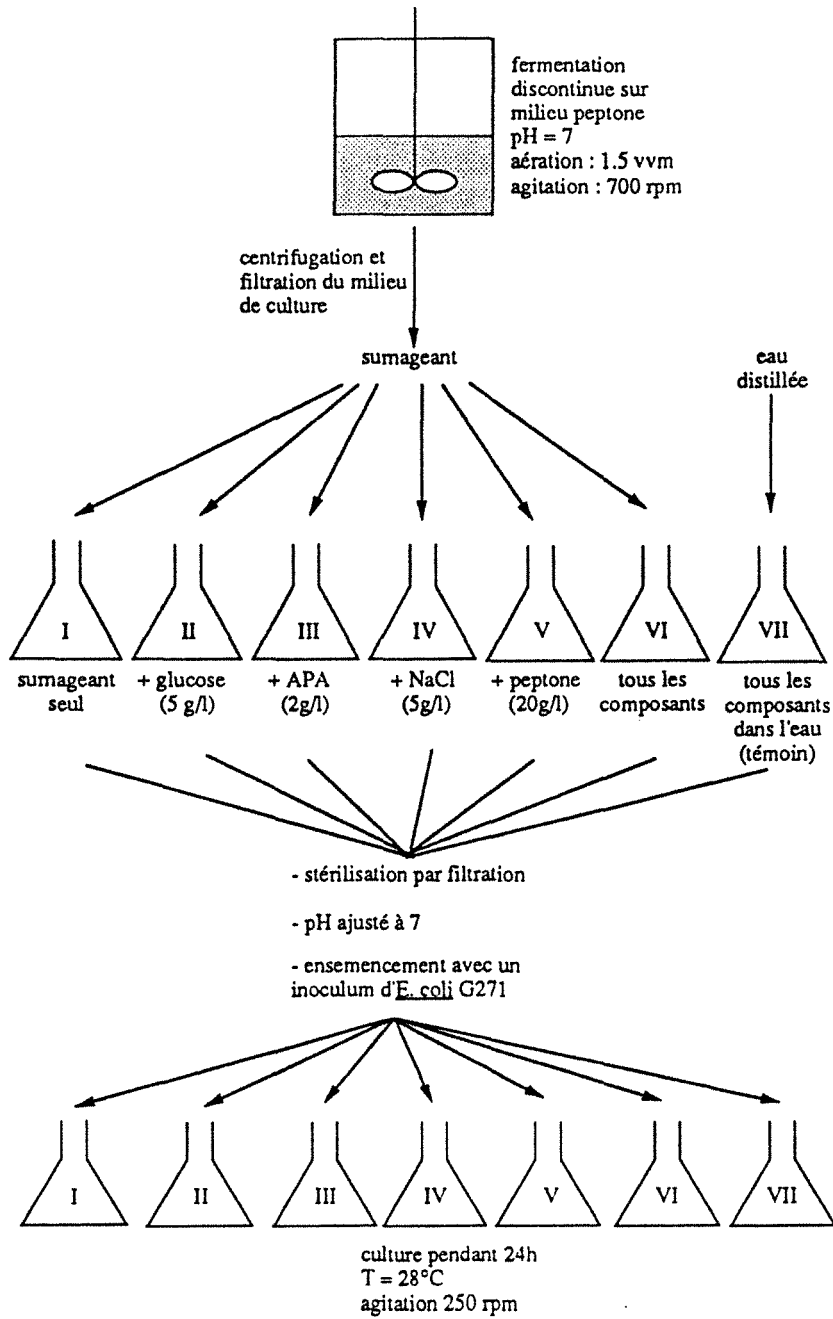 fermentation
discontinue sur
milieu peptone
pH = 7
aération : 1.5 vvm
agitation : 700 rpm
centrifugation et
filtration du milieu
de culture
surnageant
eau
distillée
I
II
III
IV
V
VI
VII
surnageant
seul
+ glucose
(5 g/l)
+ APA
(2g/l)
+ NaCl
(5g/l)
+ peptone
(20g/l)
tous les
composants
tous les
composants
dans l'eau
(témoin)
- stérilisation par filtration
- pH ajusté à 7
- ensemencement avec un
inoculum d'E. coli G271
I
II
III
IV
V
VI
VII
culture pendant 24h
T = 28°C
agitation 250 rpm